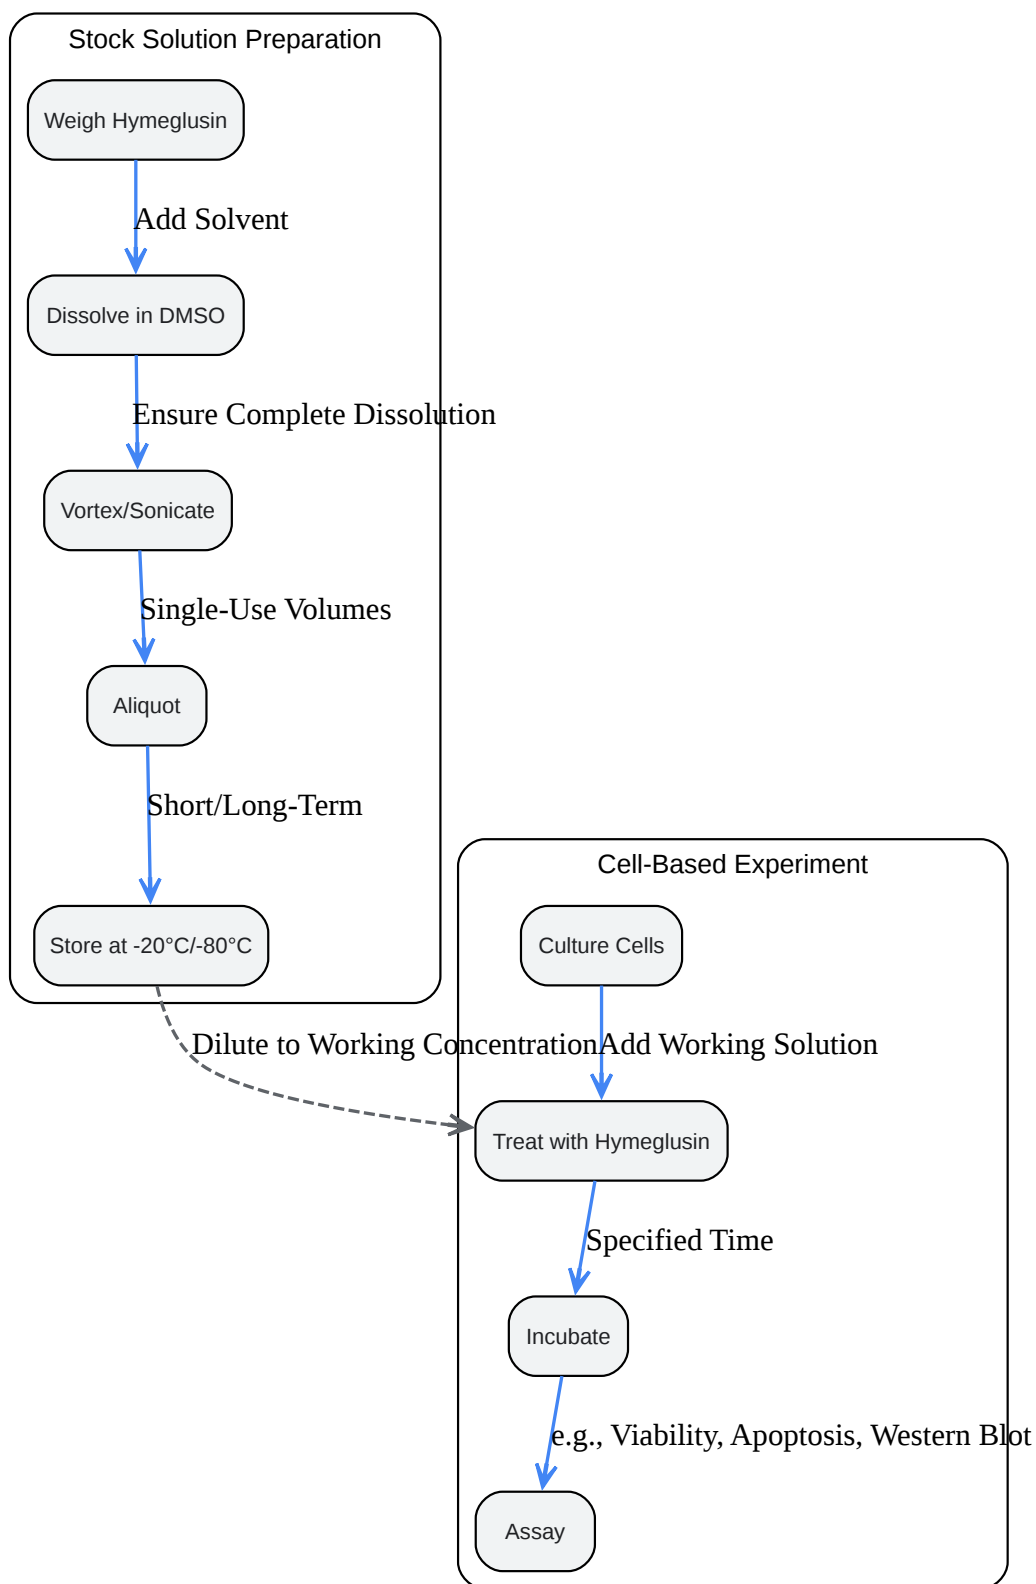 Stock Solution Preparation
Weigh Hymeglusin
Add Solvent
Dissolve in DMSO
Ensure Complete Dissolution
Vortex/Sonicate
Single-Use Volumes
Aliquot
Short/Long-Term
Store at -20°C/-80°C
Dilute to Working Concentration
Cell-Based Experiment
Culture Cells
Add Working Solution
Treat with Hymeglusin
Specified Time
Incubate
e.g., Viability, Apoptosis, Western Blot
Assay